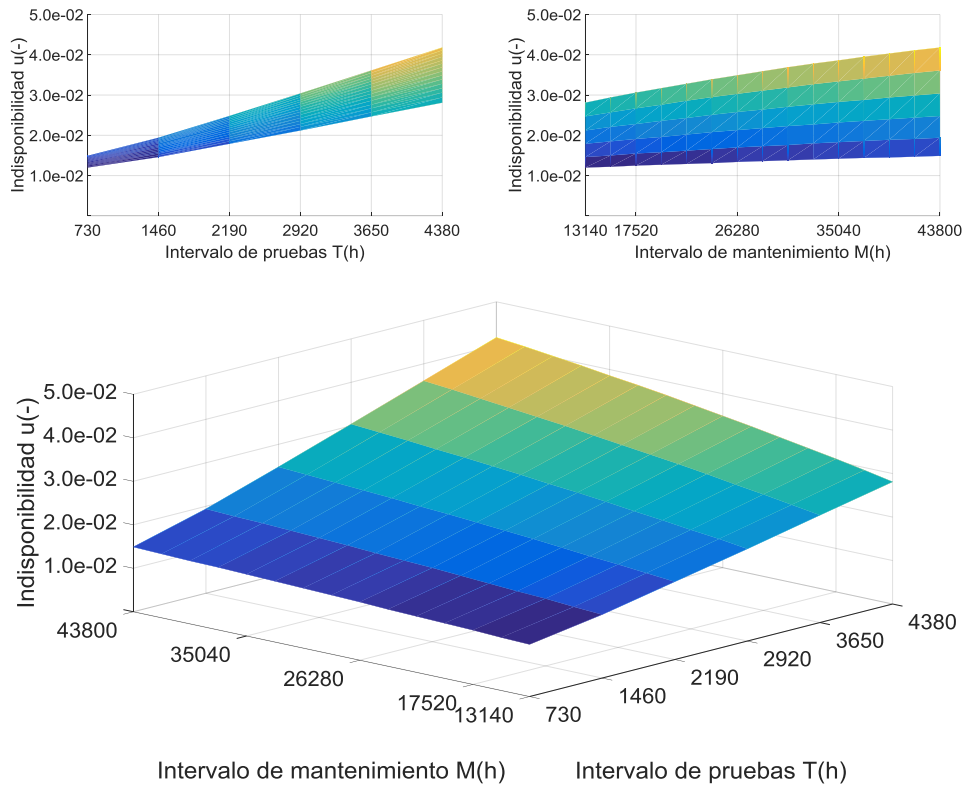 5.0e-02
4.0e-02
3.0e-02
2.0e-02
1.0e-02
Indisponibilidad u(-)
730 1460 2190 2920 3650 4380
Intervalo de pruebas T(h)
5.0e-02
4.0e-02
3.0e-02
2.0e-02
1.0e-02
Indisponibilidad u(-)
13140 17520 26280 35040 43800
Intervalo de mantenimiento M(h)
5.0e-02
4.0e-02
3.0e-02
2.0e-02
1.0e-02
Indisponibilidad u(-)
43800
35040
26280
17520
13140
730
1460
2190
2920
3650
4380
Intervalo de mantenimiento M(h)
Intervalo de pruebas T(h)